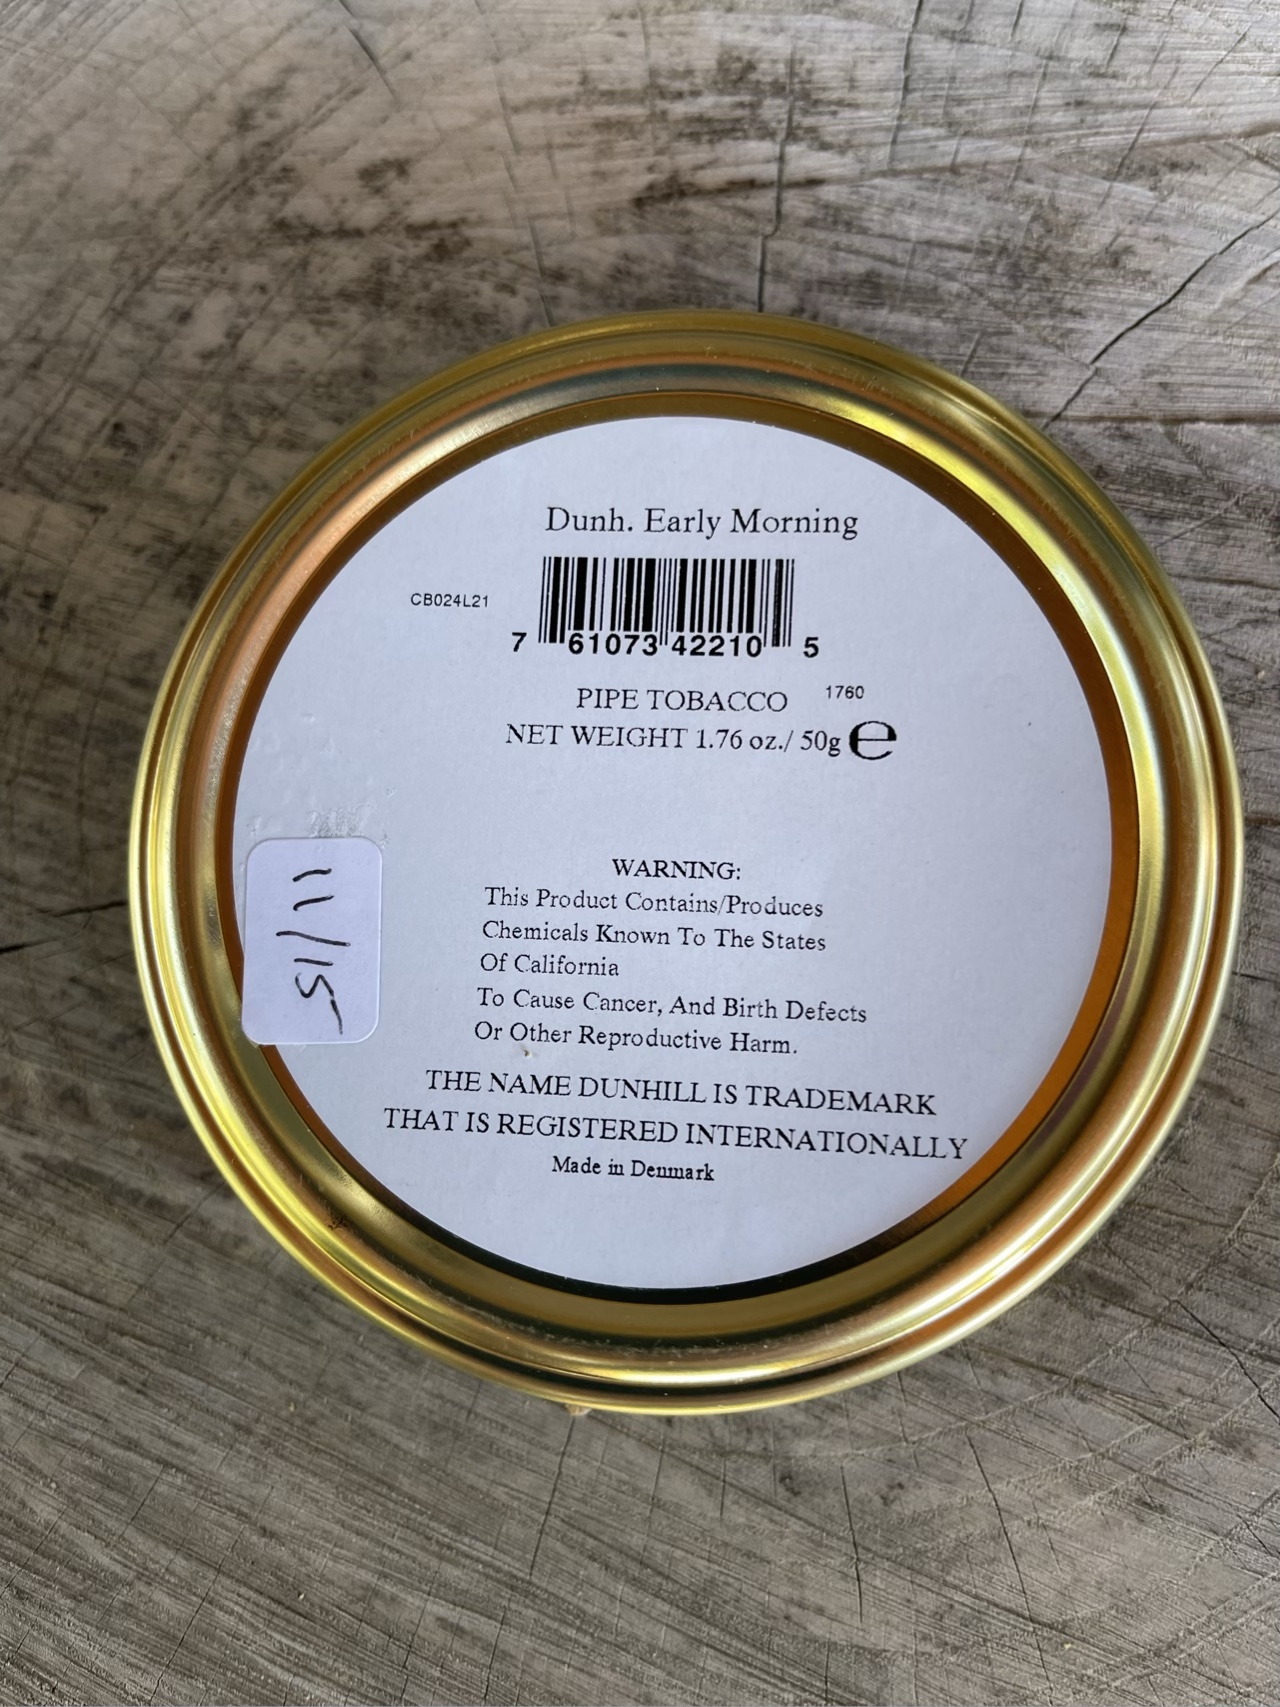 Dunh. Early Morning
CB024L21
7 61073 42210 5
PIPE TOBACCO 1760
NET WEIGHT 1.76 oz./ 50g ℮
11/15
WARNING:
This Product Contains/Produces
Chemicals Known To The States
Of California
To Cause Cancer, And Birth Defects
Or Other Reproductive Harm.
THE NAME DUNHILL IS TRADEMARK
THAT IS REGISTERED INTERNATIONALLY
Made in Denmark